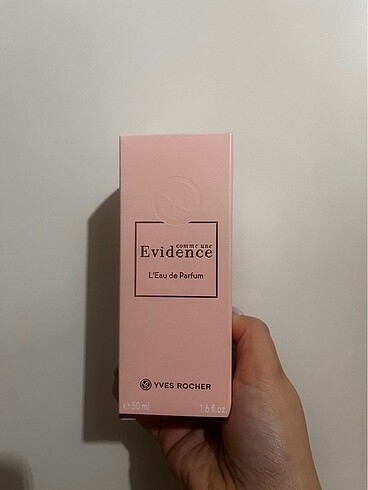 comme une
Evidence
L'Eau de Parfum
YVES ROCHER
℮ 50 ml 1.6 fl.oz.